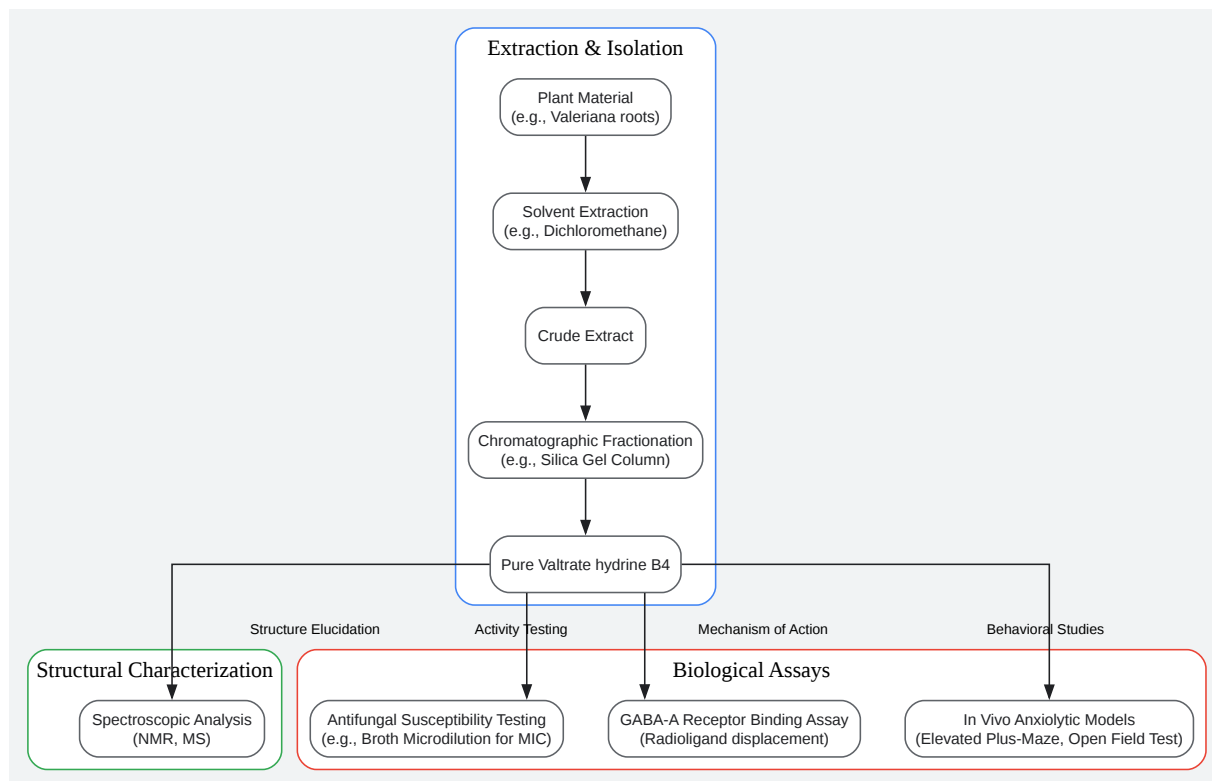 Extraction & Isolation
Plant Material
(e.g., Valeriana roots)
Solvent Extraction
(e.g., Dichloromethane)
Crude Extract
Chromatographic Fractionation
(e.g., Silica Gel Column)
Pure Valtrate hydrine B4
Structure Elucidation
Activity Testing
Mechanism of Action
Behavioral Studies
Structural Characterization
Spectroscopic Analysis
(NMR, MS)
Biological Assays
Antifungal Susceptibility Testing
(e.g., Broth Microdilution for MIC)
GABA-A Receptor Binding Assay
(Radioligand displacement)
In Vivo Anxiolytic Models
(Elevated Plus-Maze, Open Field Test)